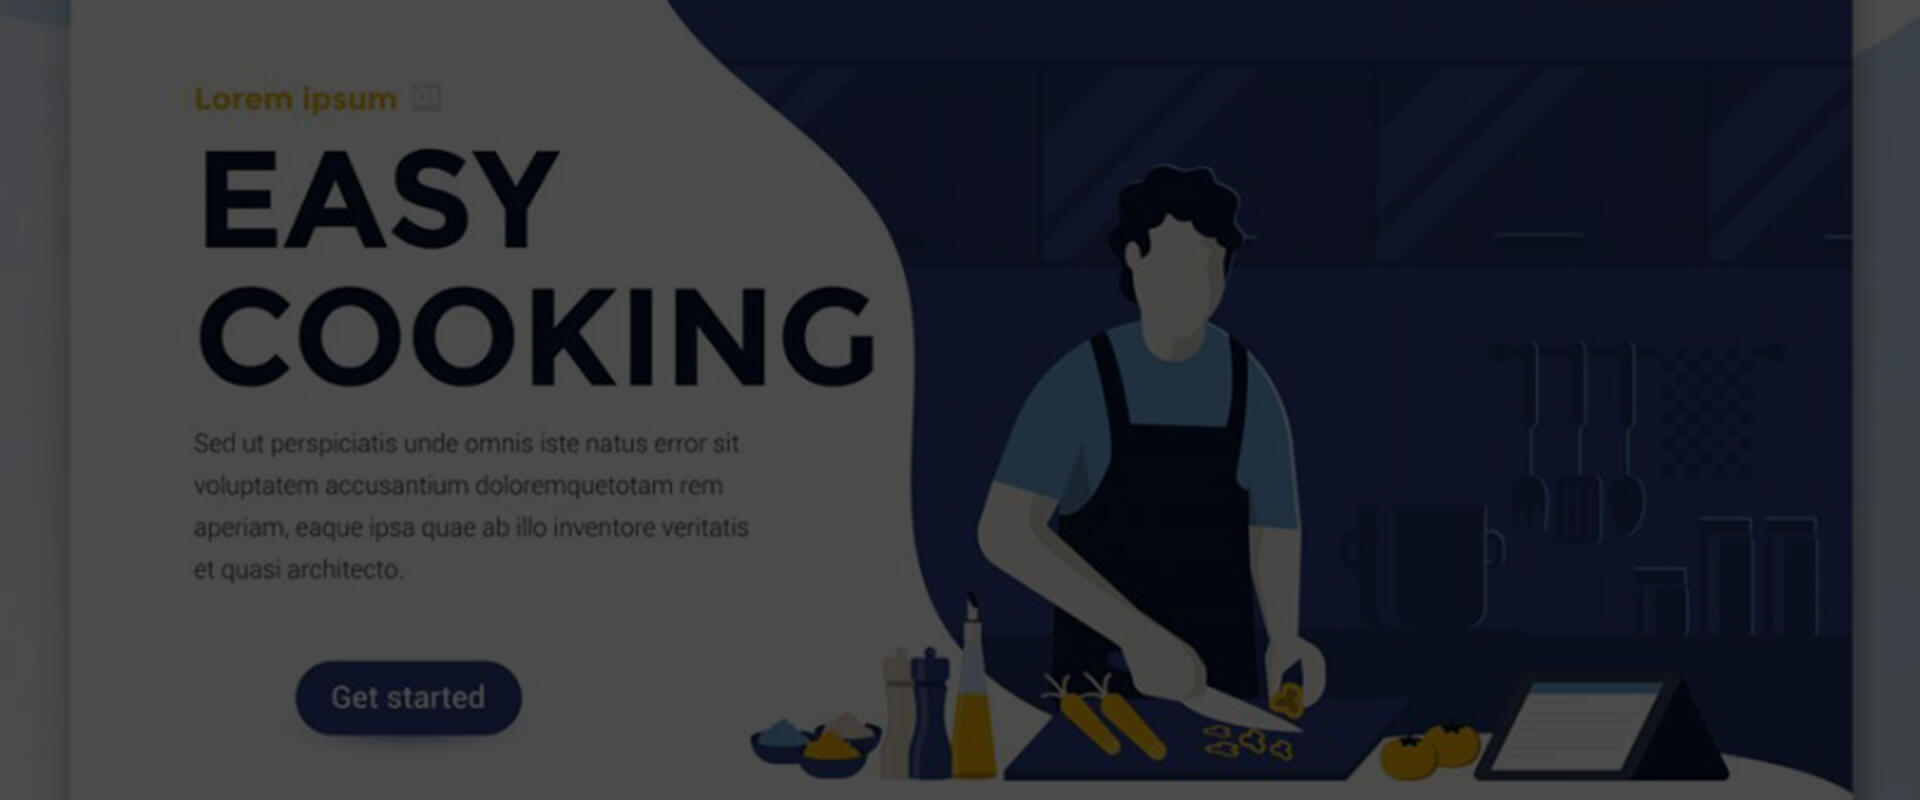 Lorem ipsum 01
EASY
COOKING
Sed ut perspiciatis unde omnis iste natus error sit
voluptatem accusantium doloremquetotam rem
aperiam, eaque ipsa quae ab illo inventore veritatis
et quasi architecto.
Get started